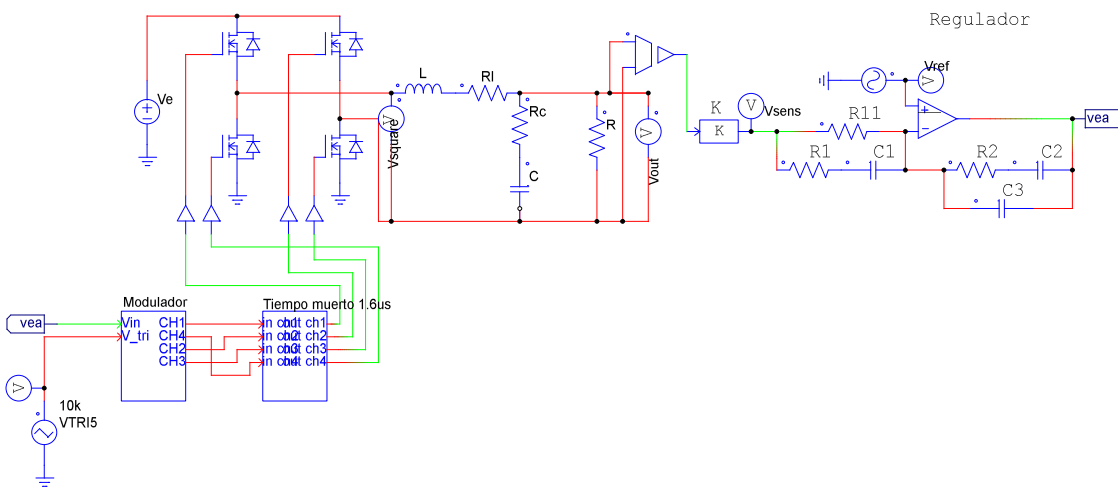 Regulador
Ve
L
Rl
Rc
R
C
V
Vsquare
V
Vout
K
K
V
Vsens
V
Vref
R11
R1
C1
R2
C2
C3
vea
Modulador
Tiempo muerto 1.6us
vea
Vin
V_tri
CH1
CH4
CH2
CH3
in ch1
out ch1
in ch2
out ch2
in ch3
out ch3
in ch4
out ch4
V
10k
VTRI5